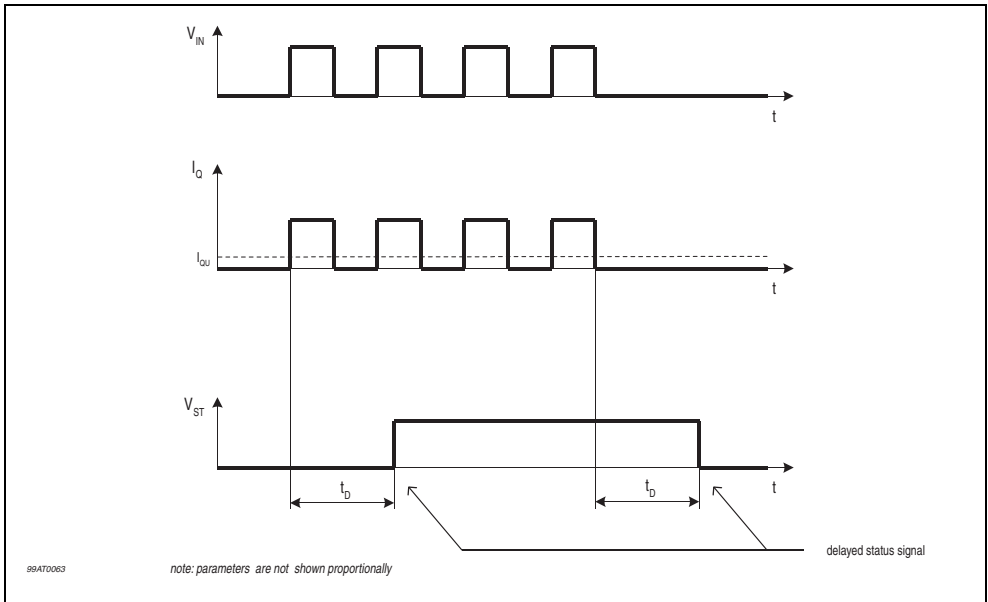 V_IN
t
I_Q
I_QU
t
V_ST
t_D
t_D
t
delayed status signal
99AT0063
note: parameters are not shown proportionally